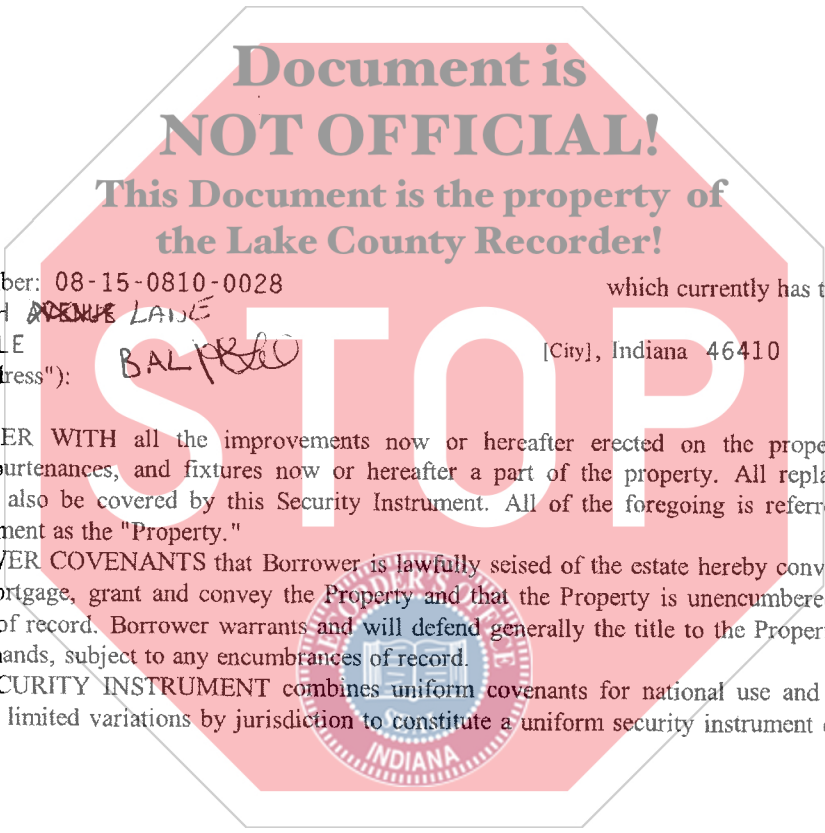 Document is
NOT OFFICIAL!
This Document is the property of
the Lake County Recorder!
ber: 08-15-0810-0028
which currently has t
H AVENUE LANE
LE
[City], Indiana 46410
ress"):
STOP
ER WITH all the improvements now or hereafter erected on the prope
ourtenances, and fixtures now or hereafter a part of the property. All repla
also be covered by this Security Instrument. All of the foregoing is referr
ment as the "Property."
VER COVENANTS that Borrower is lawfully seised of the estate hereby conv
ortgage, grant and convey the Property and that the Property is unencumbere
of record. Borrower warrants and will defend generally the title to the Proper
nands, subject to any encumbrances of record.
CURITY INSTRUMENT combines uniform covenants for national use and
limited variations by jurisdiction to constitute a uniform security instrument
RECORDER'S OFFICE
Seal
INDIANA